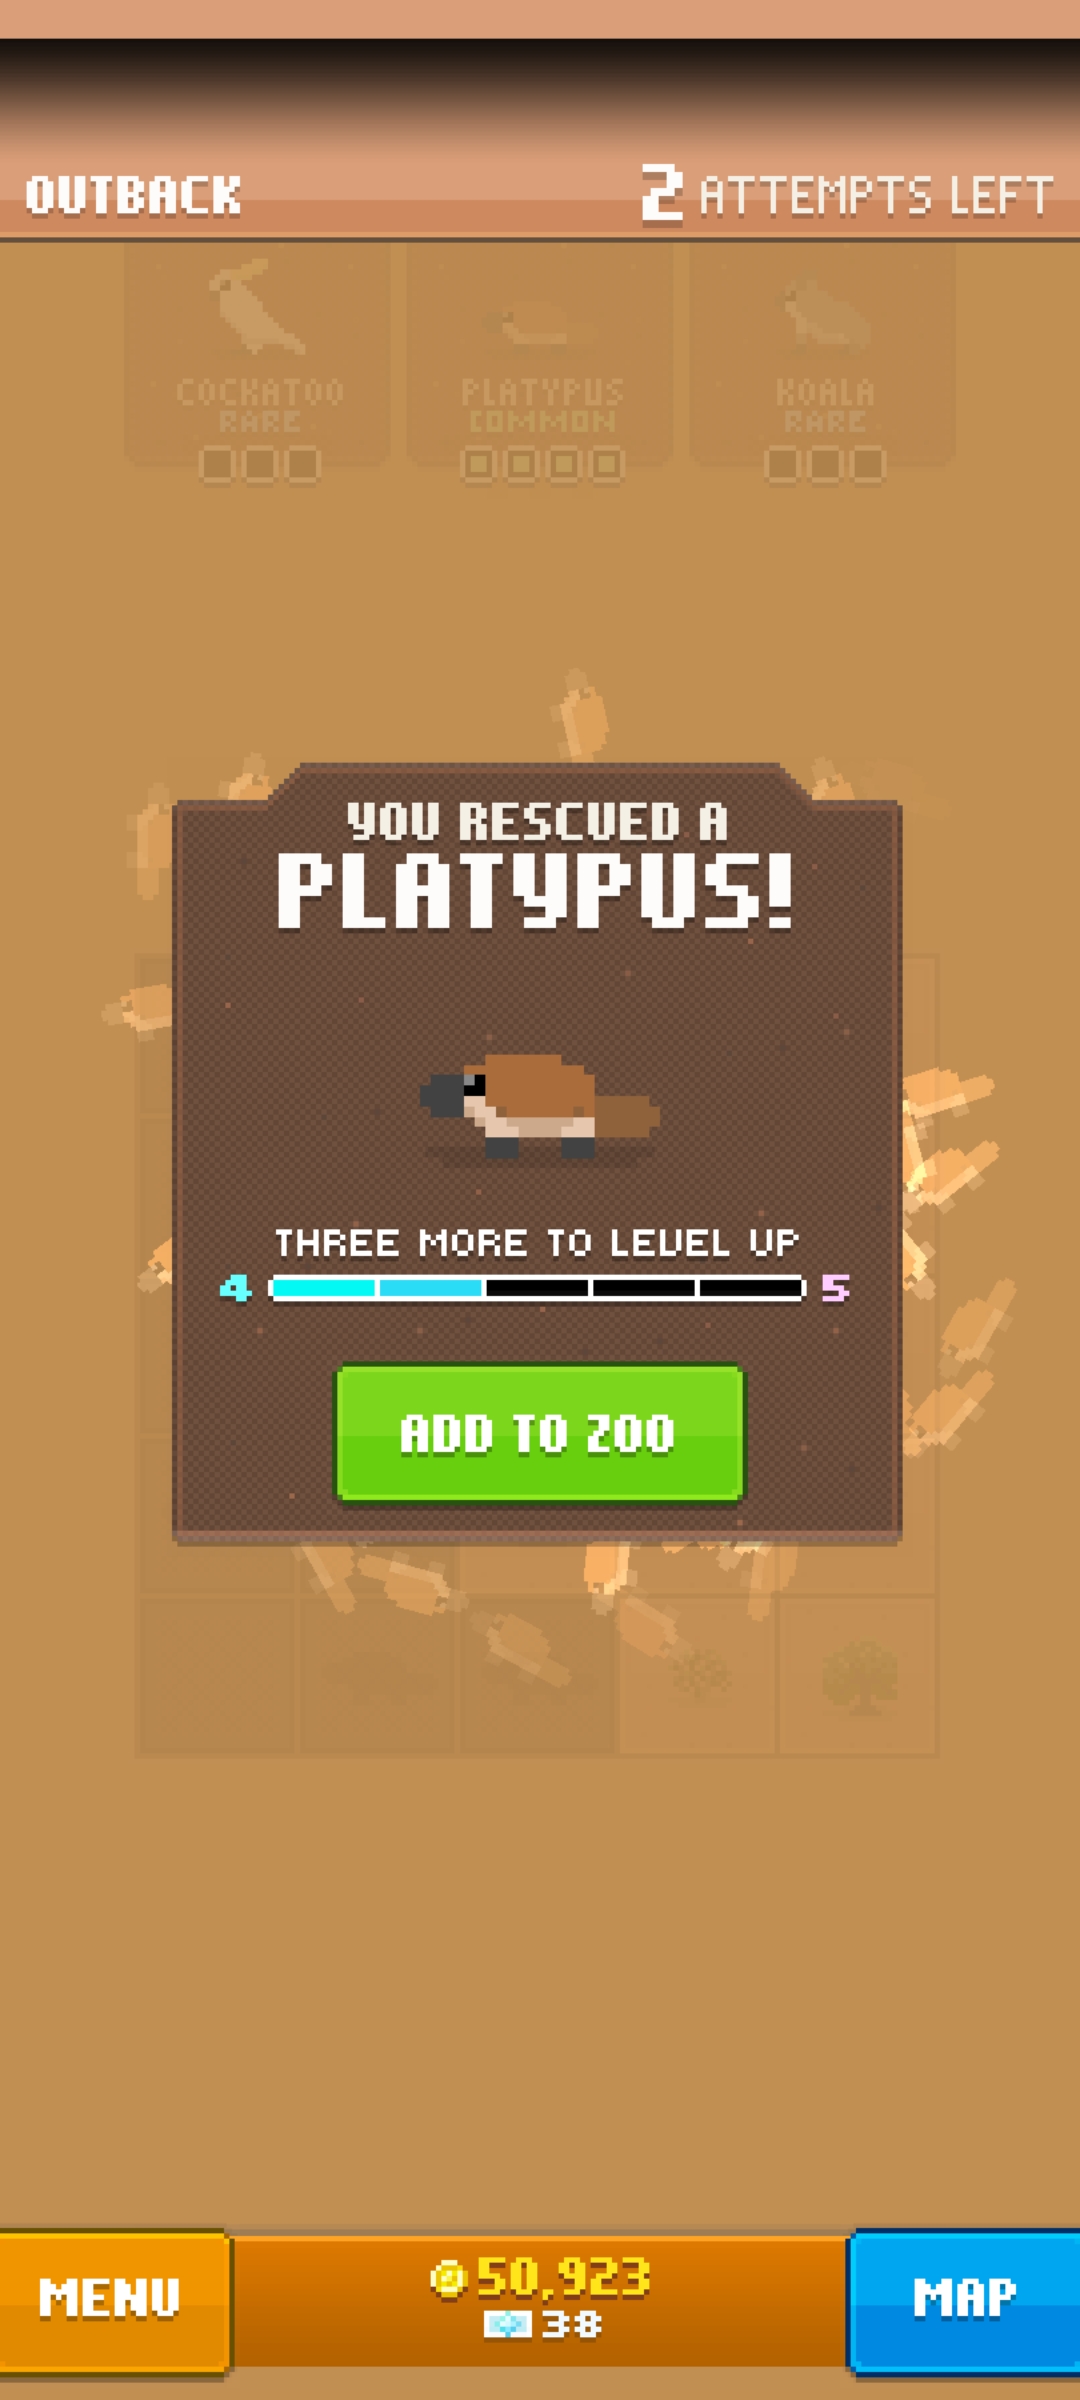 OUTBACK
2 ATTEMPTS LEFT
COCKATOO PLATYPUS KOALA
RARE COMMON RARE
YOU RESCUED A
PLATYPUS!
THREE MORE TO LEVEL UP
4 5
ADD TO ZOO
MENU
50,923
38
MAP